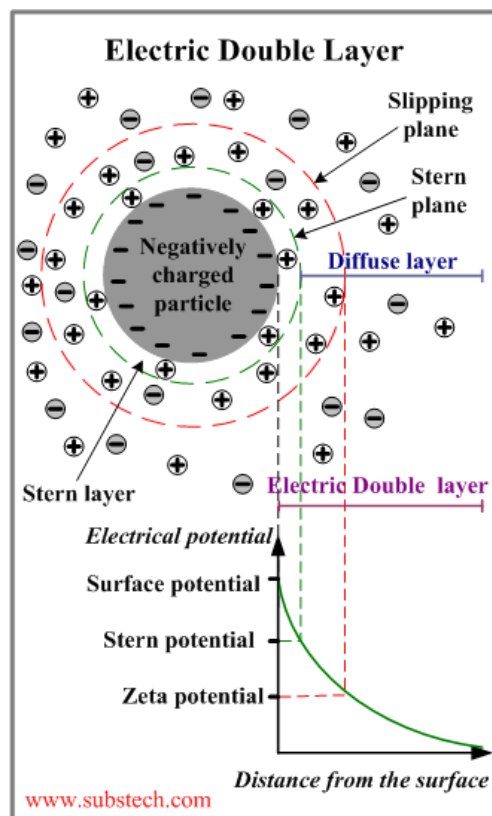 Electric Double Layer
Slipping
plane
Stern
plane
Negatively
charged
particle
Diffuse layer
Stern layer
Electric Double layer
Electrical potential
Surface potential
Stern potential
Zeta potential
Distance from the surface
www.substech.com